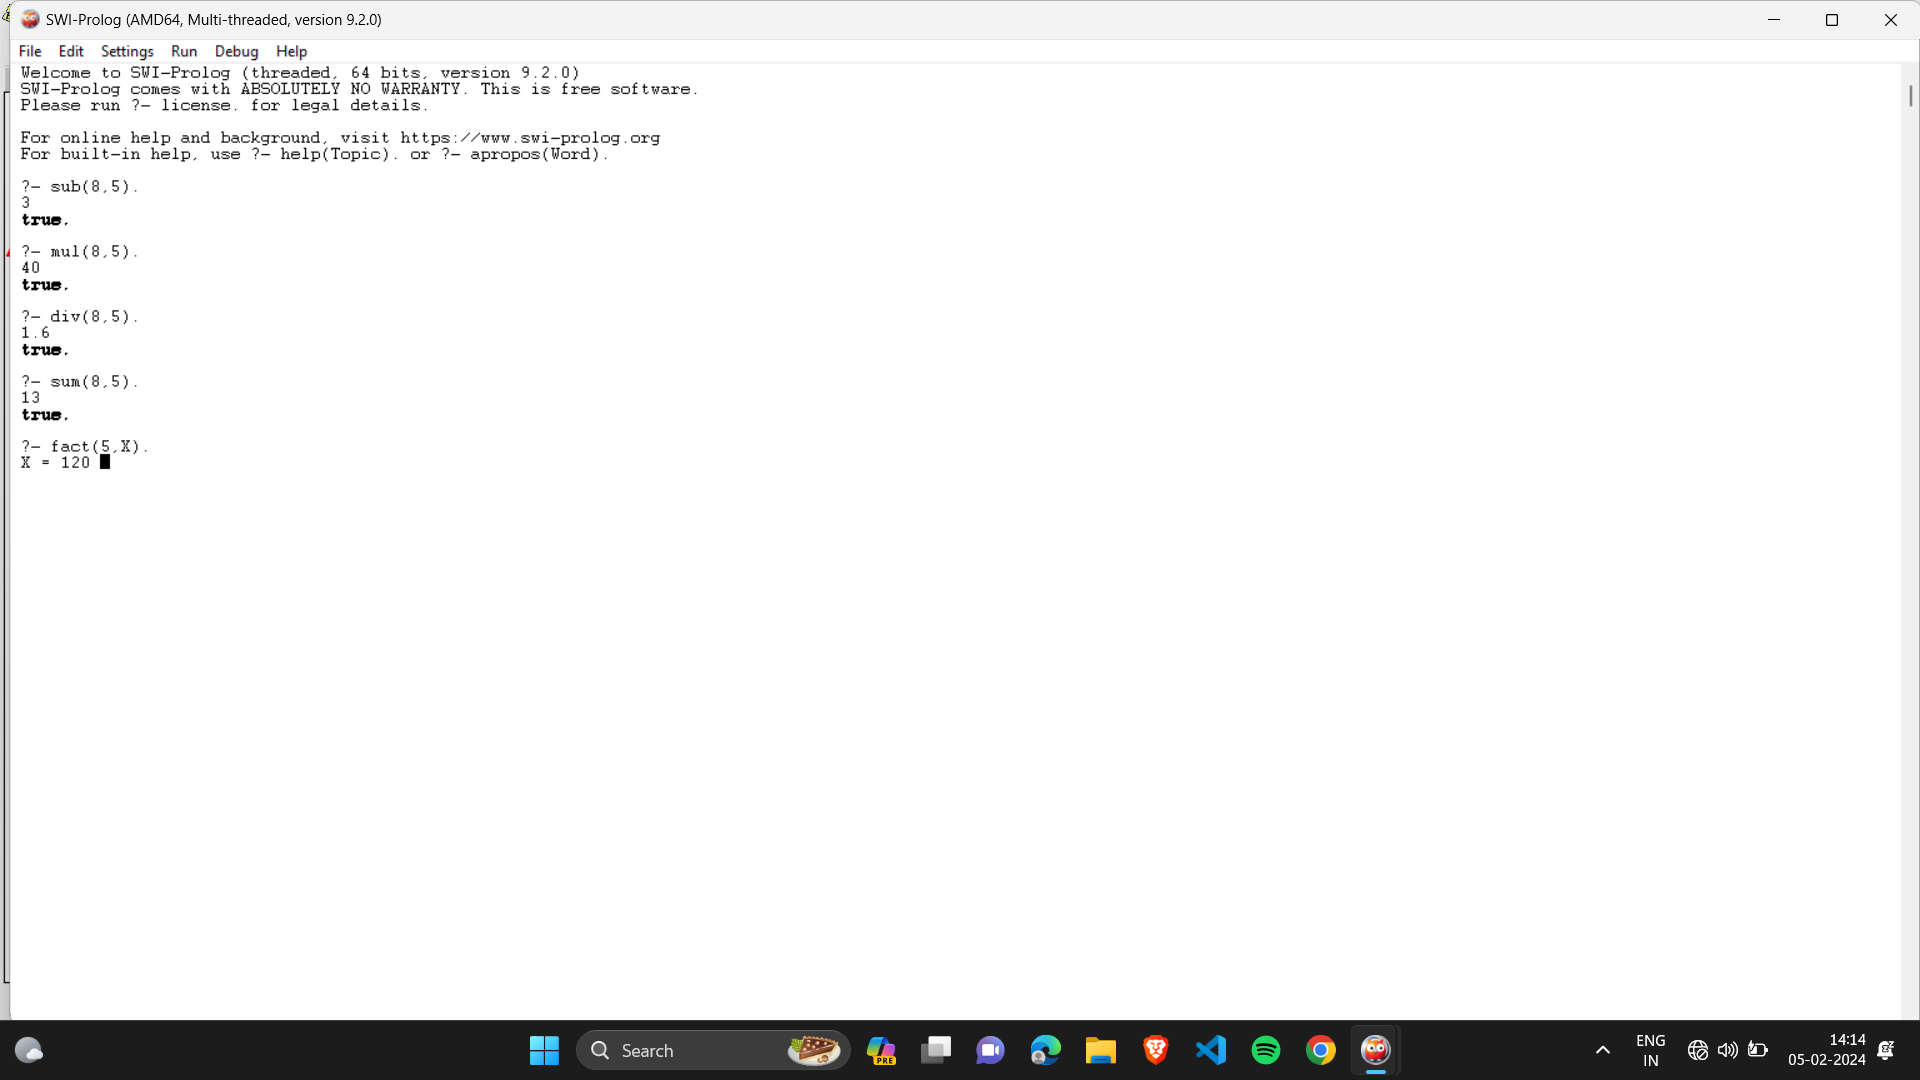 SWI-Prolog (AMD64, Multi-threaded, version 9.2.0)
File Edit Settings Run Debug Help
Welcome to SWI-Prolog (threaded, 64 bits, version 9.2.0)
SWI-Prolog comes with ABSOLUTELY NO WARRANTY. This is free software.
Please run ?- license. for legal details.
For online help and background, visit https://www.swi-prolog.org
For built-in help, use ?- help(Topic). or ?- apropos(Word).
?- sub(8,5).
3
true.
?- mul(8,5).
40
true.
?- div(8,5).
1.6
true.
?- sum(8,5).
13
true.
?- fact(5,X).
X = 120
Search
PRE
ENG
IN
14:14
05-02-2024